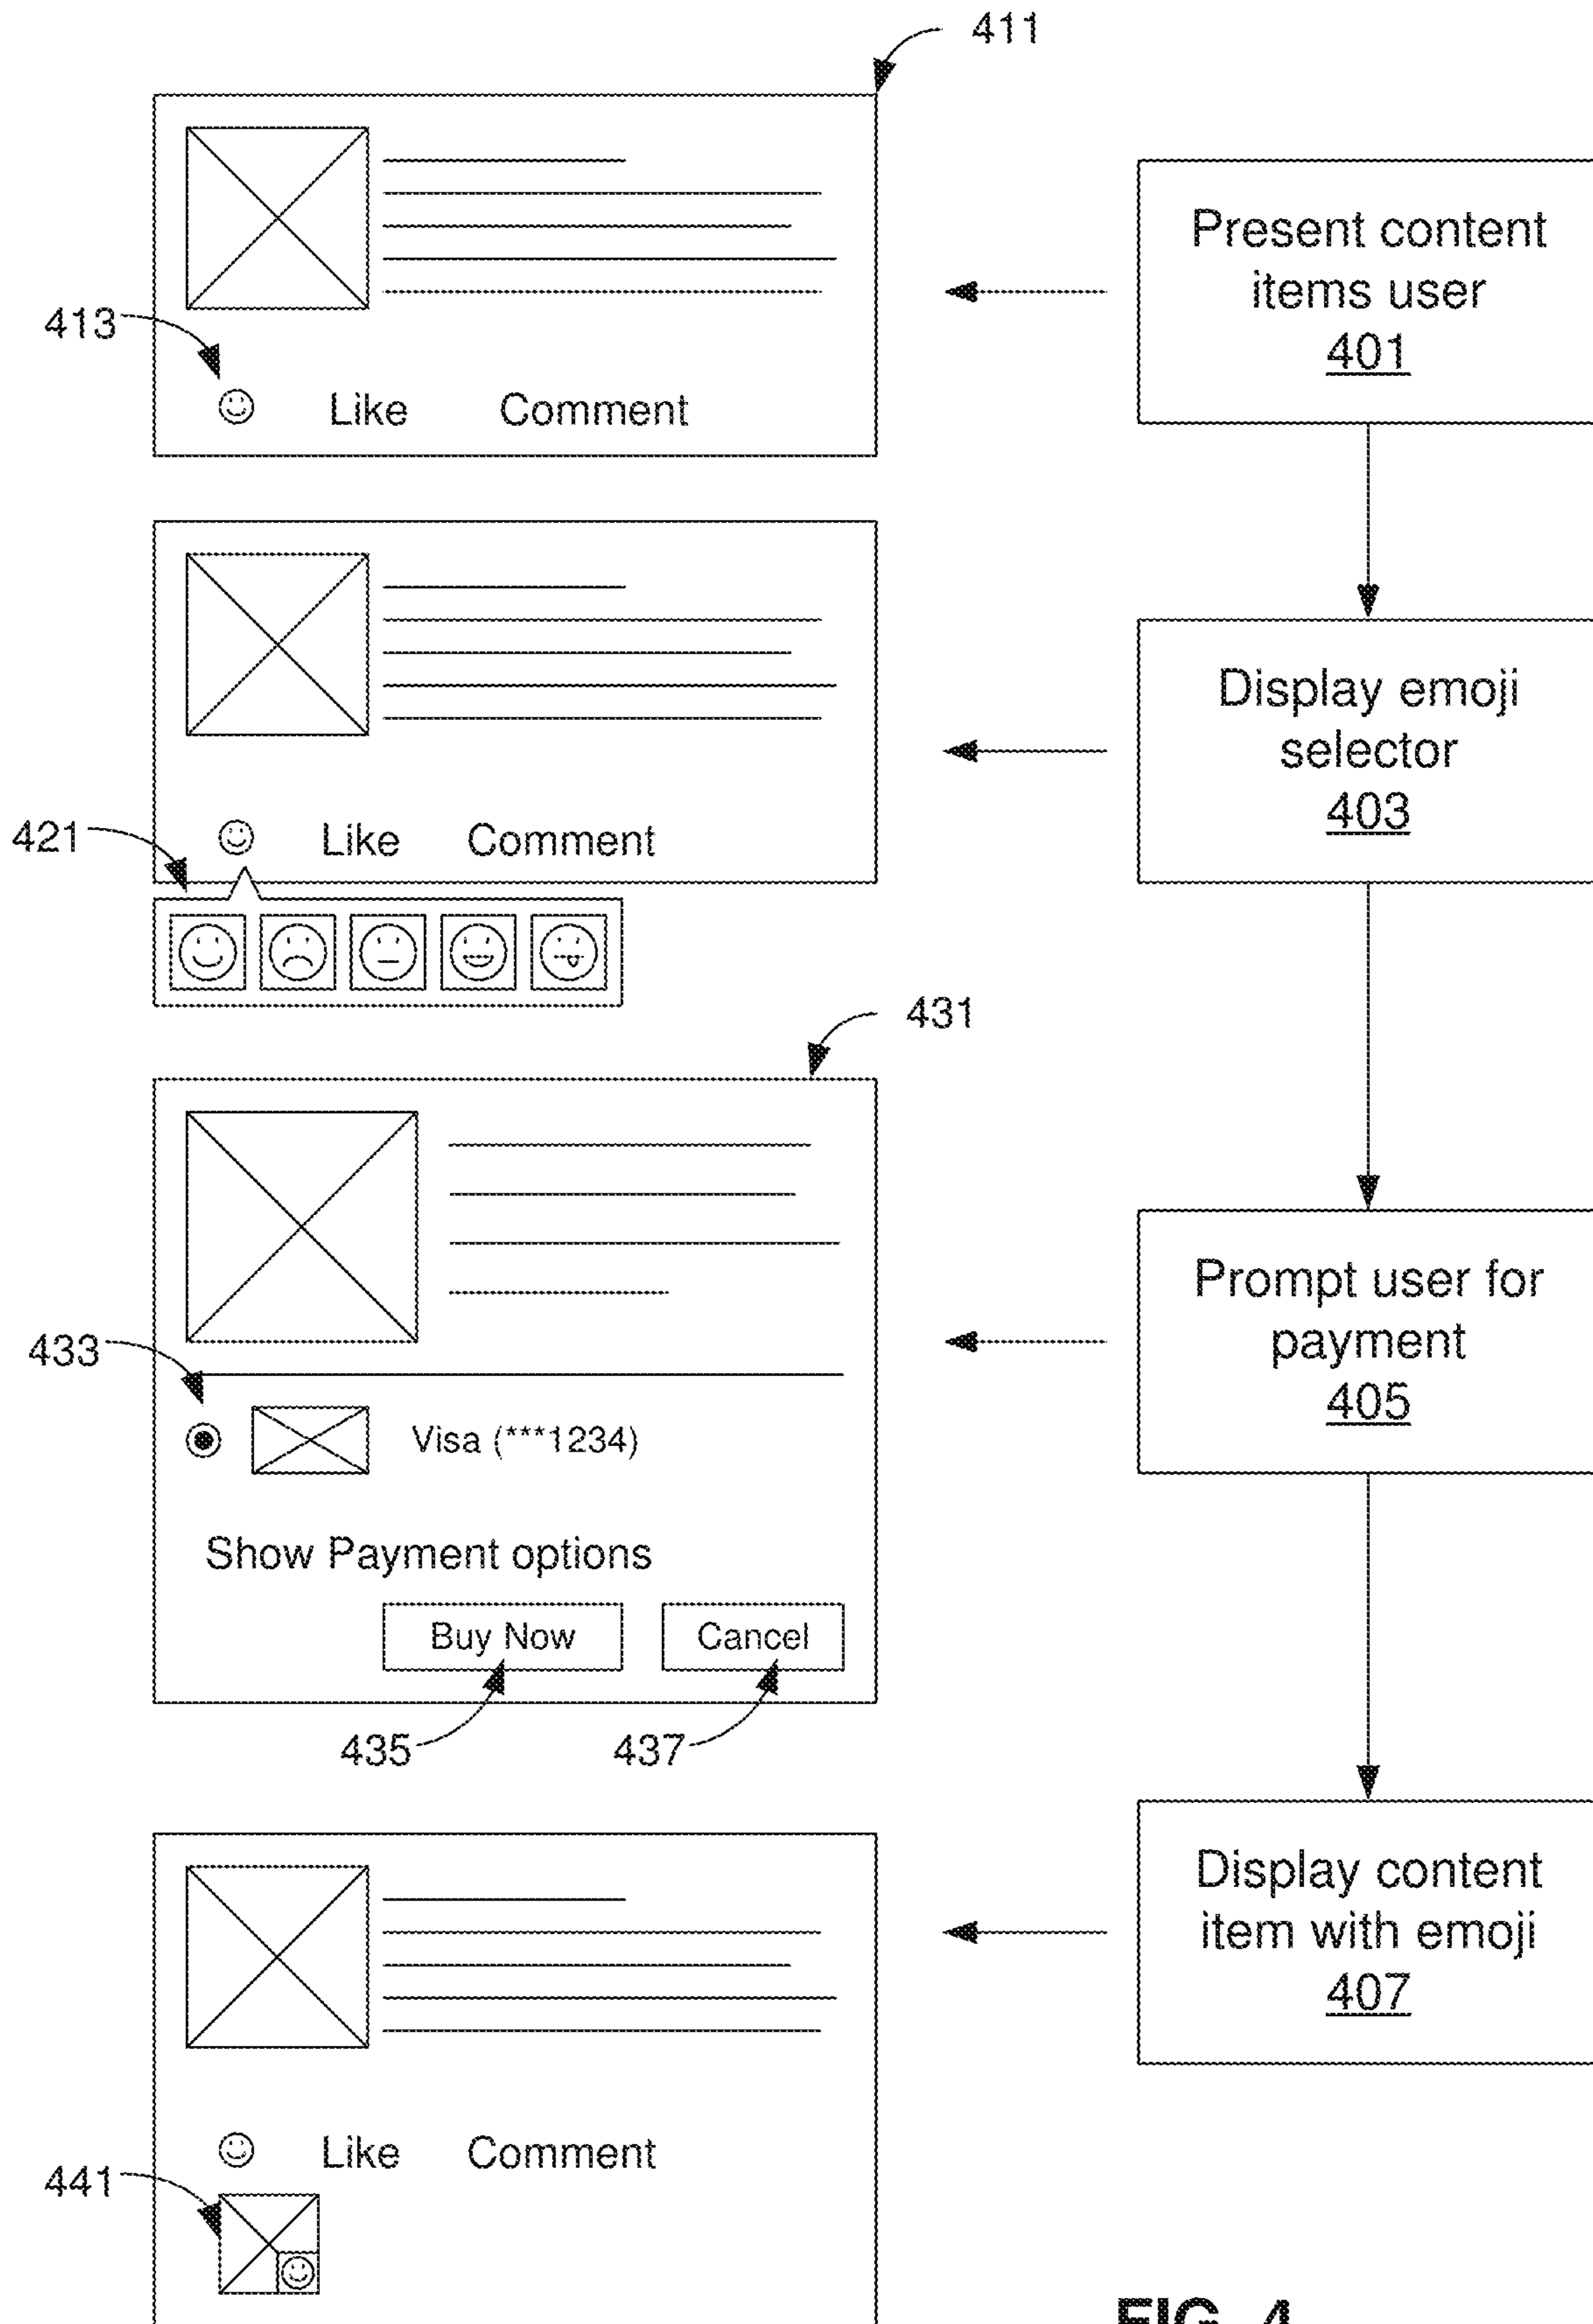 411
Present content
items user
401
413
Like Comment
Display emoji
selector
403
421
Like Comment
431
Prompt user for
payment
405
433
Visa (***1234)
Show Payment options
Buy Now Cancel
435 437
Display content
item with emoji
407
Like Comment
441
FIG. 4